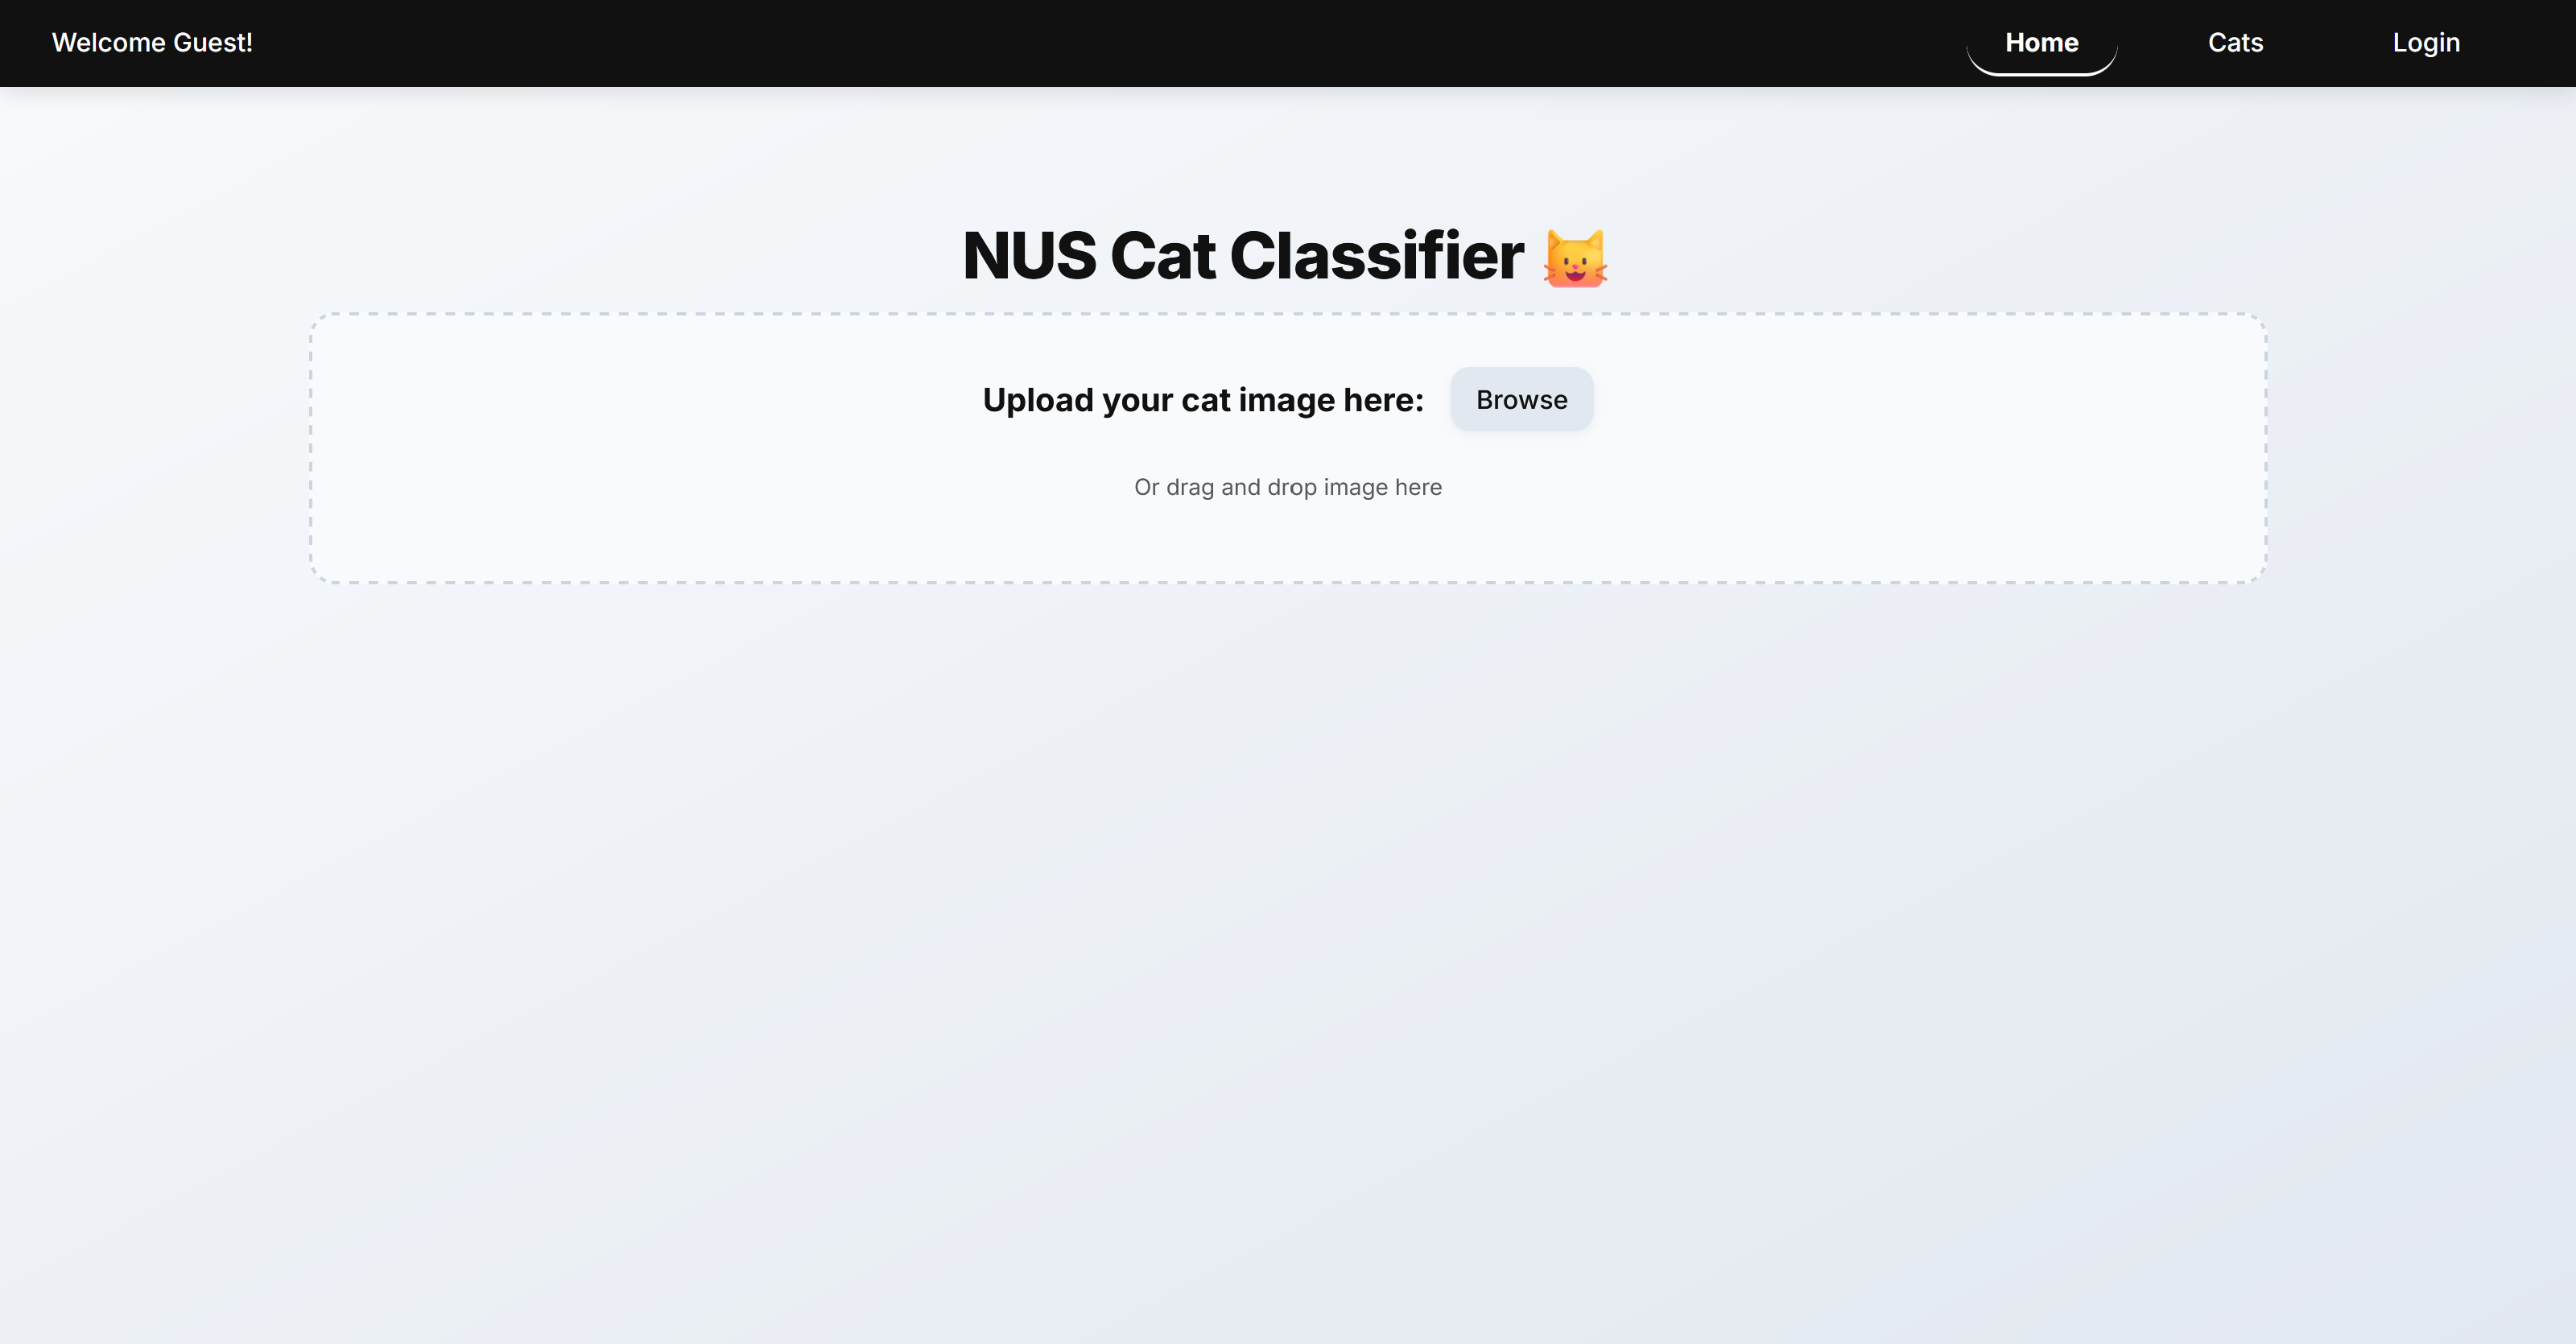 Welcome Guest!
Home
Cats
Login
NUS Cat Classifier
Upload your cat image here:
Browse
Or drag and drop image here